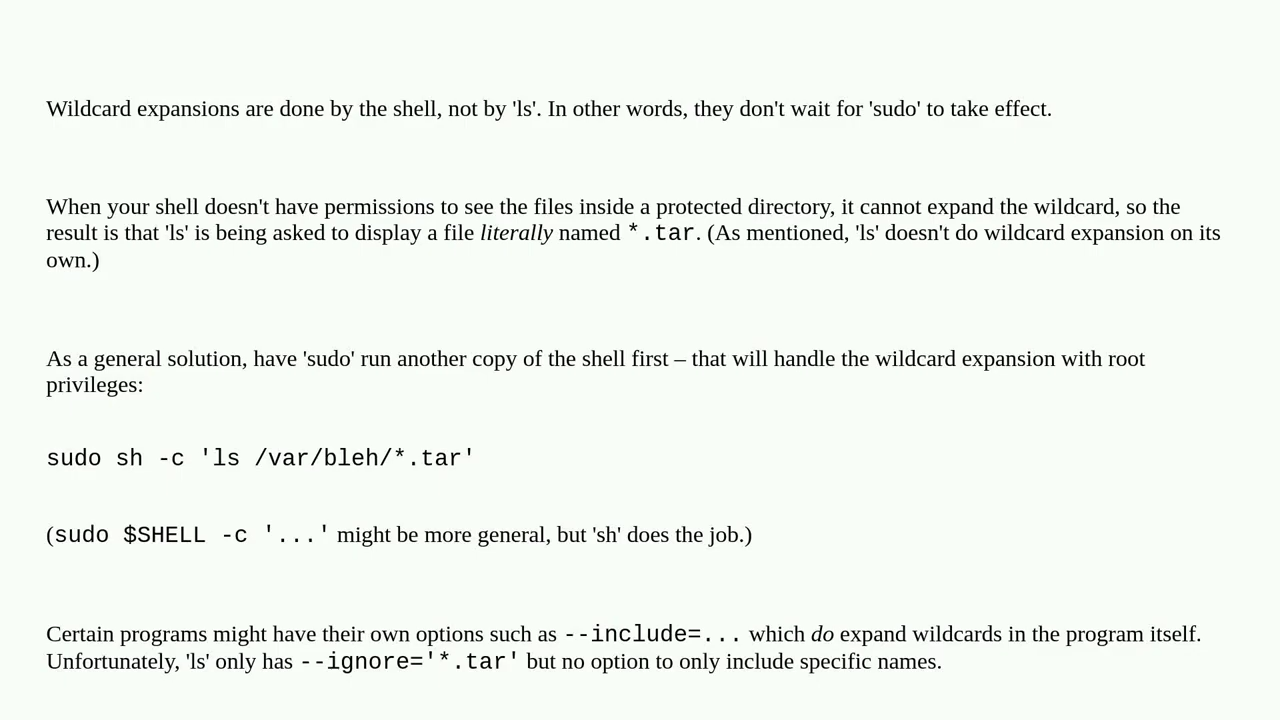 Wildcard expansions are done by the shell, not by 'ls'. In other words, they don't wait for 'sudo' to take effect.
When your shell doesn't have permissions to see the files inside a protected directory, it cannot expand the wildcard, so the
result is that 'ls' is being asked to display a file literally named *.tar. (As mentioned, 'ls' doesn't do wildcard expansion on its
own.)
As a general solution, have 'sudo' run another copy of the shell first – that will handle the wildcard expansion with root
privileges:
sudo sh -c 'ls /var/bleh/*.tar'
(sudo $SHELL -c '...' might be more general, but 'sh' does the job.)
Certain programs might have their own options such as --include=... which do expand wildcards in the program itself.
Unfortunately, 'ls' only has --ignore='*.tar' but no option to only include specific names.